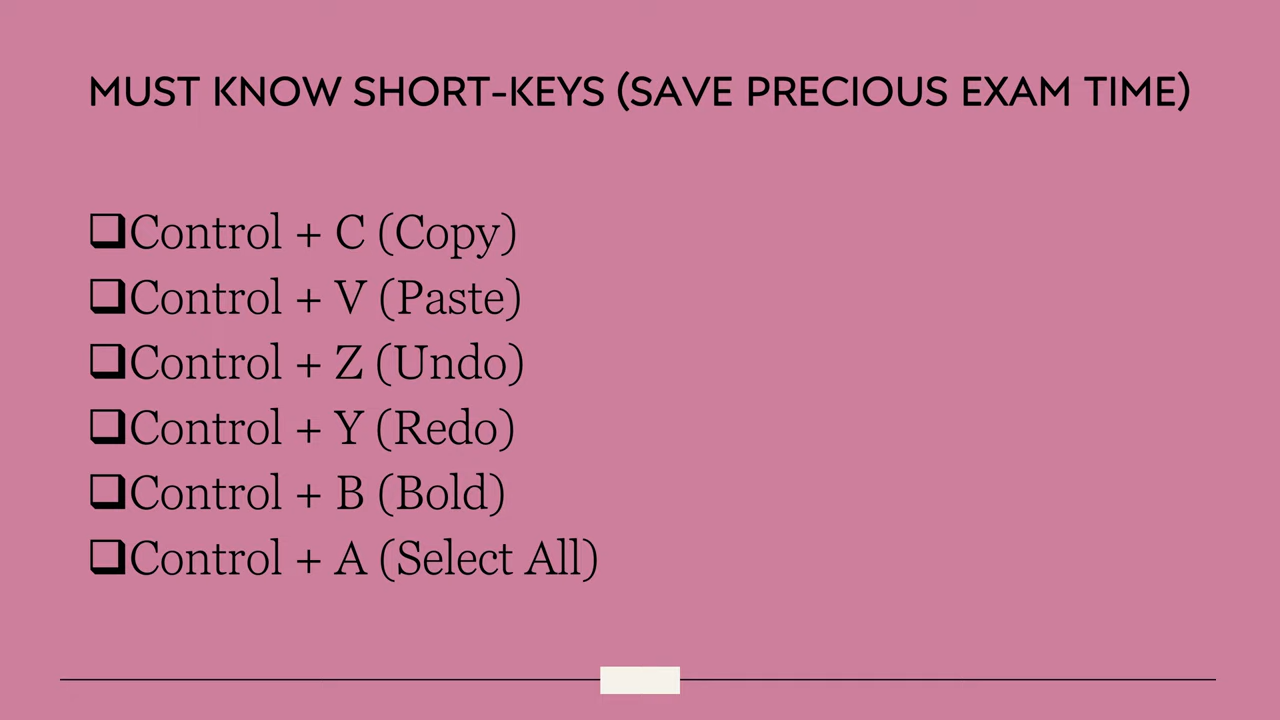 MUST KNOW SHORT-KEYS (SAVE PRECIOUS EXAM TIME)
❑Control + C (Copy)
❑Control + V (Paste)
❑Control + Z (Undo)
❑Control + Y (Redo)
❑Control + B (Bold)
❑Control + A (Select All)